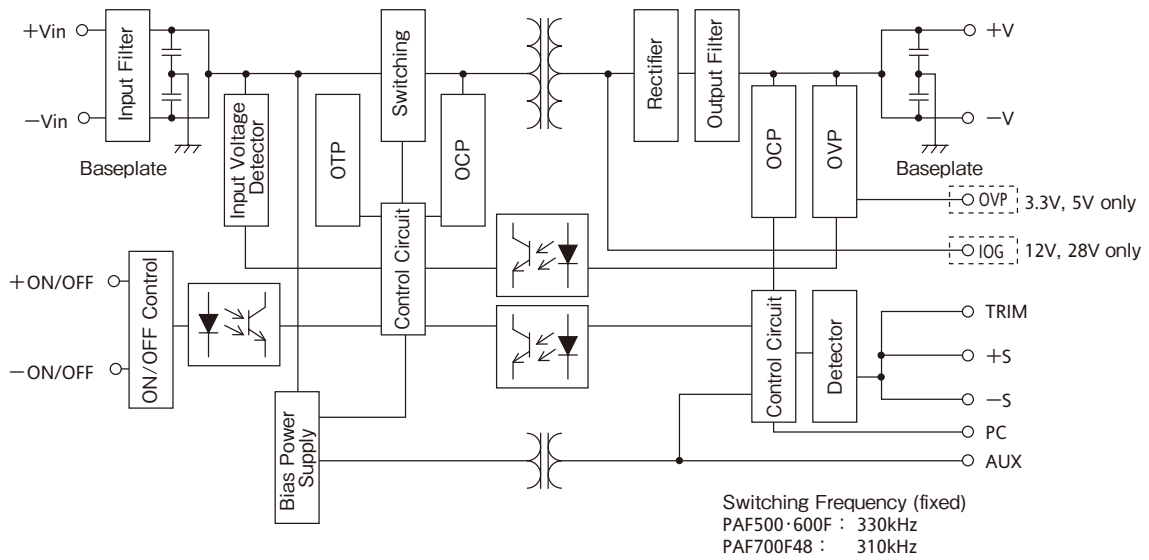 +Vin
−Vin
Input Filter
Baseplate
Input Voltage
Detector
OTP
Switching
OCP
Control Circuit
Rectifier
Output Filter
OCP
OVP
+V
−V
Baseplate
OVP 3.3V, 5V only
IOG 12V, 28V only
+ON/OFF
−ON/OFF
ON/OFF Control
Bias Power
Supply
Control Circuit
Detector
TRIM
+S
−S
PC
AUX
Switching Frequency (fixed)
PAF500·600F : 330kHz
PAF700F48 : 310kHz